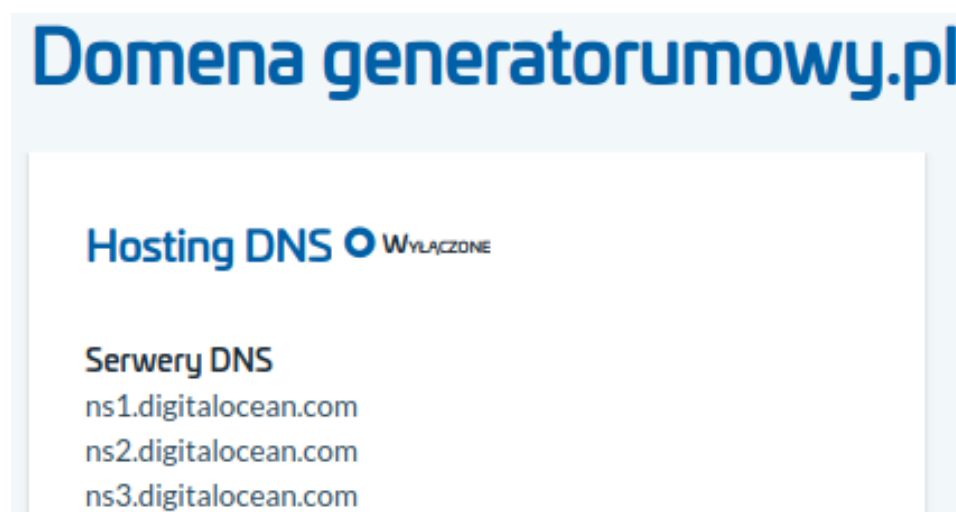 Domena generatorumowy.pl
Hosting DNS Wyłączone
Serwery DNS
ns1.digitalocean.com
ns2.digitalocean.com
ns3.digitalocean.com